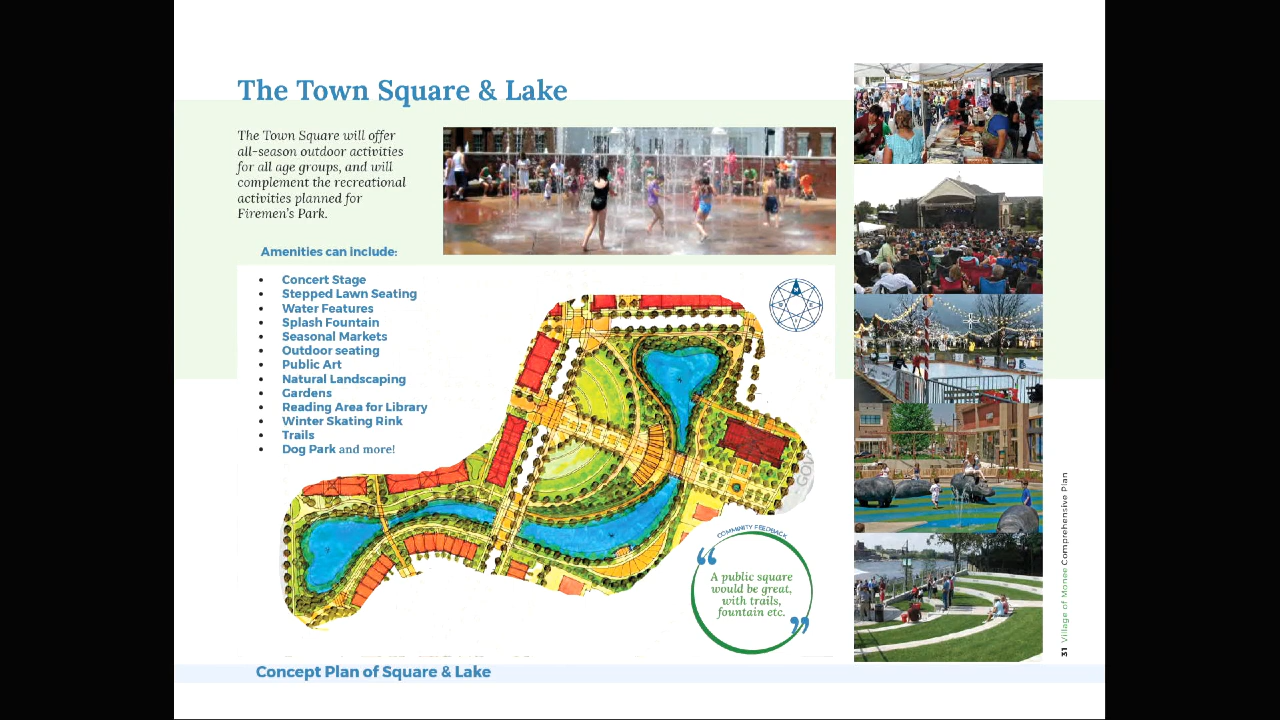 The Town Square & Lake
The Town Square will offer
all-season outdoor activities
for all age groups, and will
complement the recreational
activities planned for
Firemen's Park.
Amenities can include:
• Concert Stage
• Stepped Lawn Seating
• Water Features
• Splash Fountain
• Seasonal Markets
• Outdoor seating
• Public Art
• Natural Landscaping
• Gardens
• Reading Area for Library
• Winter Skating Rink
• Trails
• Dog Park and more!
COMMUNITY FEEDBACK
“
A public square
would be great,
with trails,
fountain etc.
”
Concept Plan of Square & Lake
31 Village of Monee Comprehensive Plan